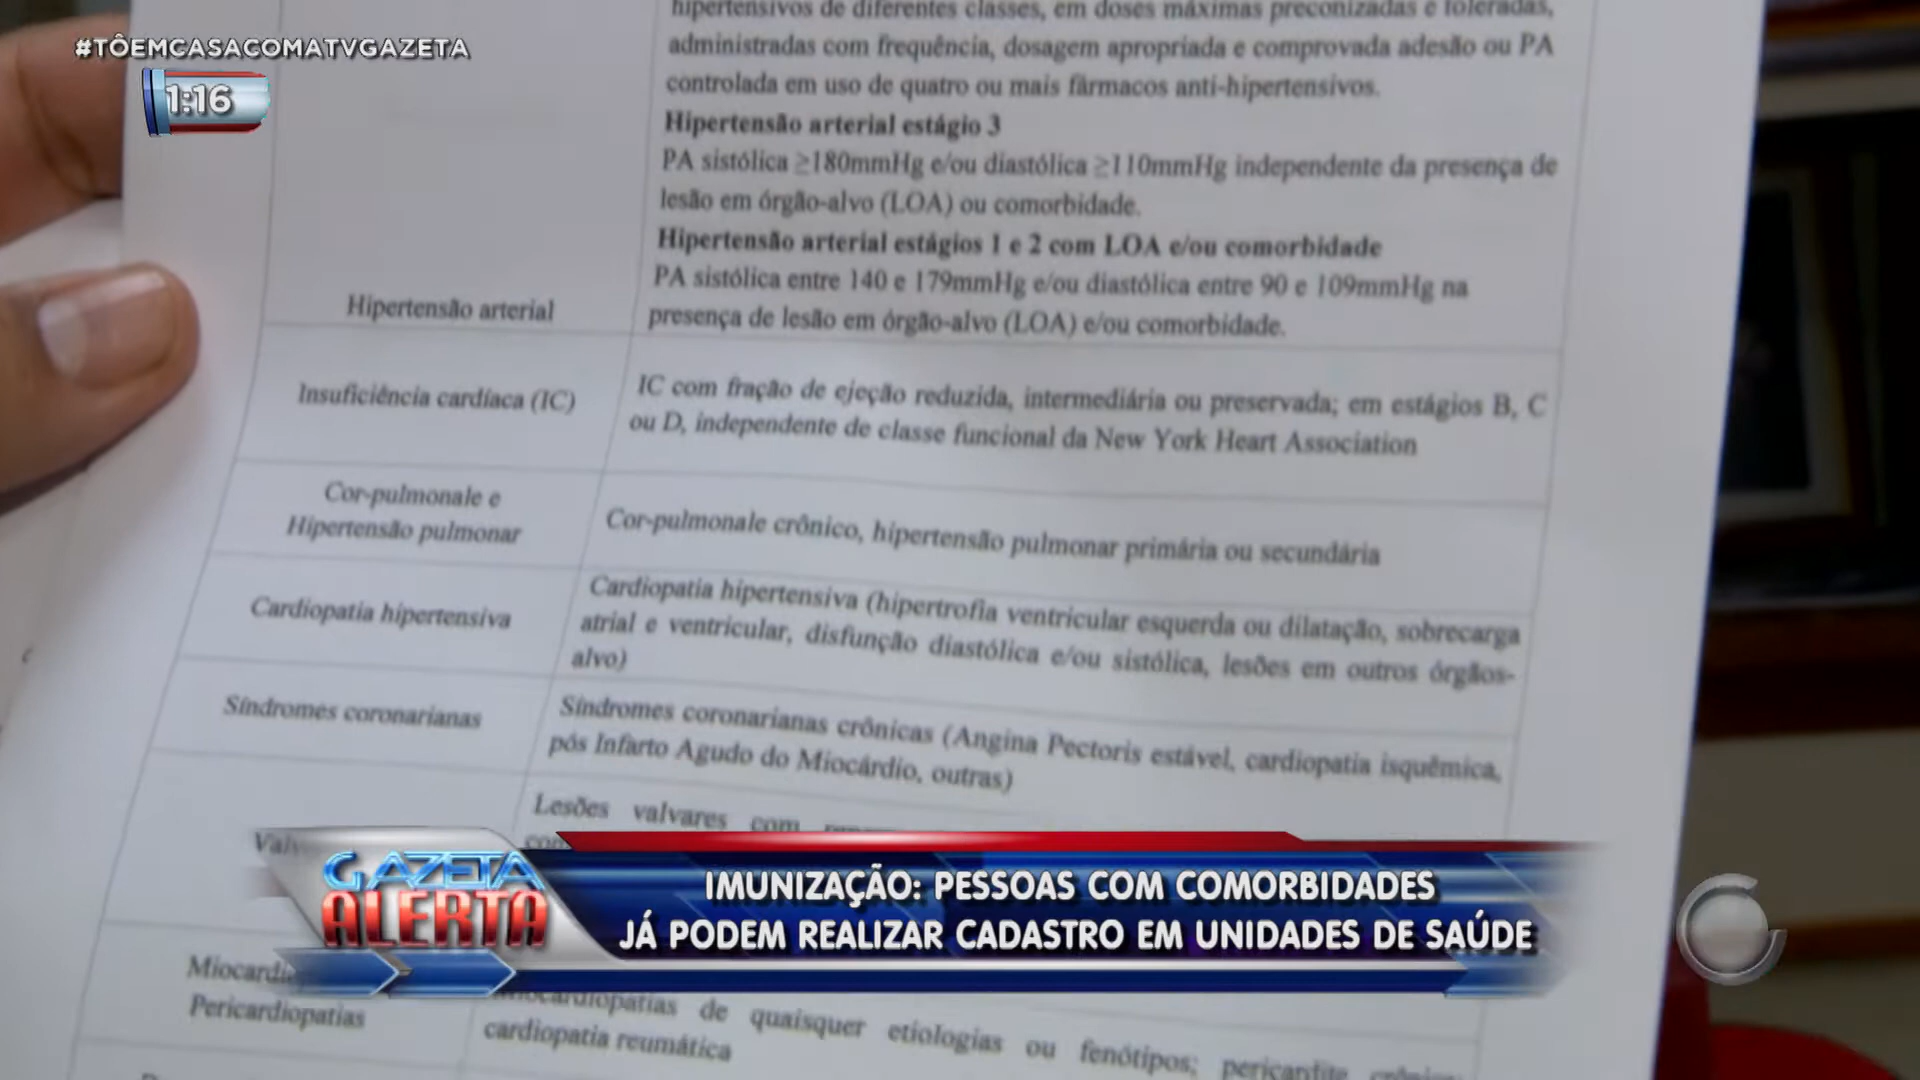 #TÔEMCASACOMATVGAZETA
1:16
hipertensivos de diferentes classes, em doses máximas preconizadas e toleradas,
administradas com frequência, dosagem apropriada e comprovada adesão ou PA
controlada em uso de quatro ou mais fármacos anti-hipertensivos.
Hipertensão arterial estágio 3
PA sistólica ≥180mmHg e/ou diastólica ≥110mmHg independente da presença de
lesão em órgão-alvo (LOA) ou comorbidade.
Hipertensão arterial estágios 1 e 2 com LOA e/ou comorbidade
PA sistólica entre 140 e 179mmHg e/ou diastólica entre 90 e 109mmHg na
presença de lesão em órgão-alvo (LOA) e/ou comorbidade.
Hipertensão arterial
Insuficiência cardíaca (IC)
IC com fração de ejeção reduzida, intermediária ou preservada; em estágios B, C
ou D, independente de classe funcional da New York Heart Association
Cor-pulmonale e
Hipertensão pulmonar
Cor-pulmonale crônico, hipertensão pulmonar primária ou secundária
Cardiopatia hipertensiva
Cardiopatia hipertensiva (hipertrofia ventricular esquerda ou dilatação, sobrecarga
atrial e ventricular, disfunção diastólica e/ou sistólica, lesões em outros órgãos-
alvo)
Síndromes coronarianas
Síndromes coronarianas crônicas (Angina Pectoris estável, cardiopatia isquêmica,
pós Infarto Agudo do Miocárdio, outras)
Lesões valvares com
GAZETA
ALERTA
IMUNIZAÇÃO: PESSOAS COM COMORBIDADES
JÁ PODEM REALIZAR CADASTRO EM UNIDADES DE SAÚDE
Pericardiopatias
Miocardiopatias de quaisquer etiologias ou fenótipos; pericardite crônica;
cardiopatia reumática